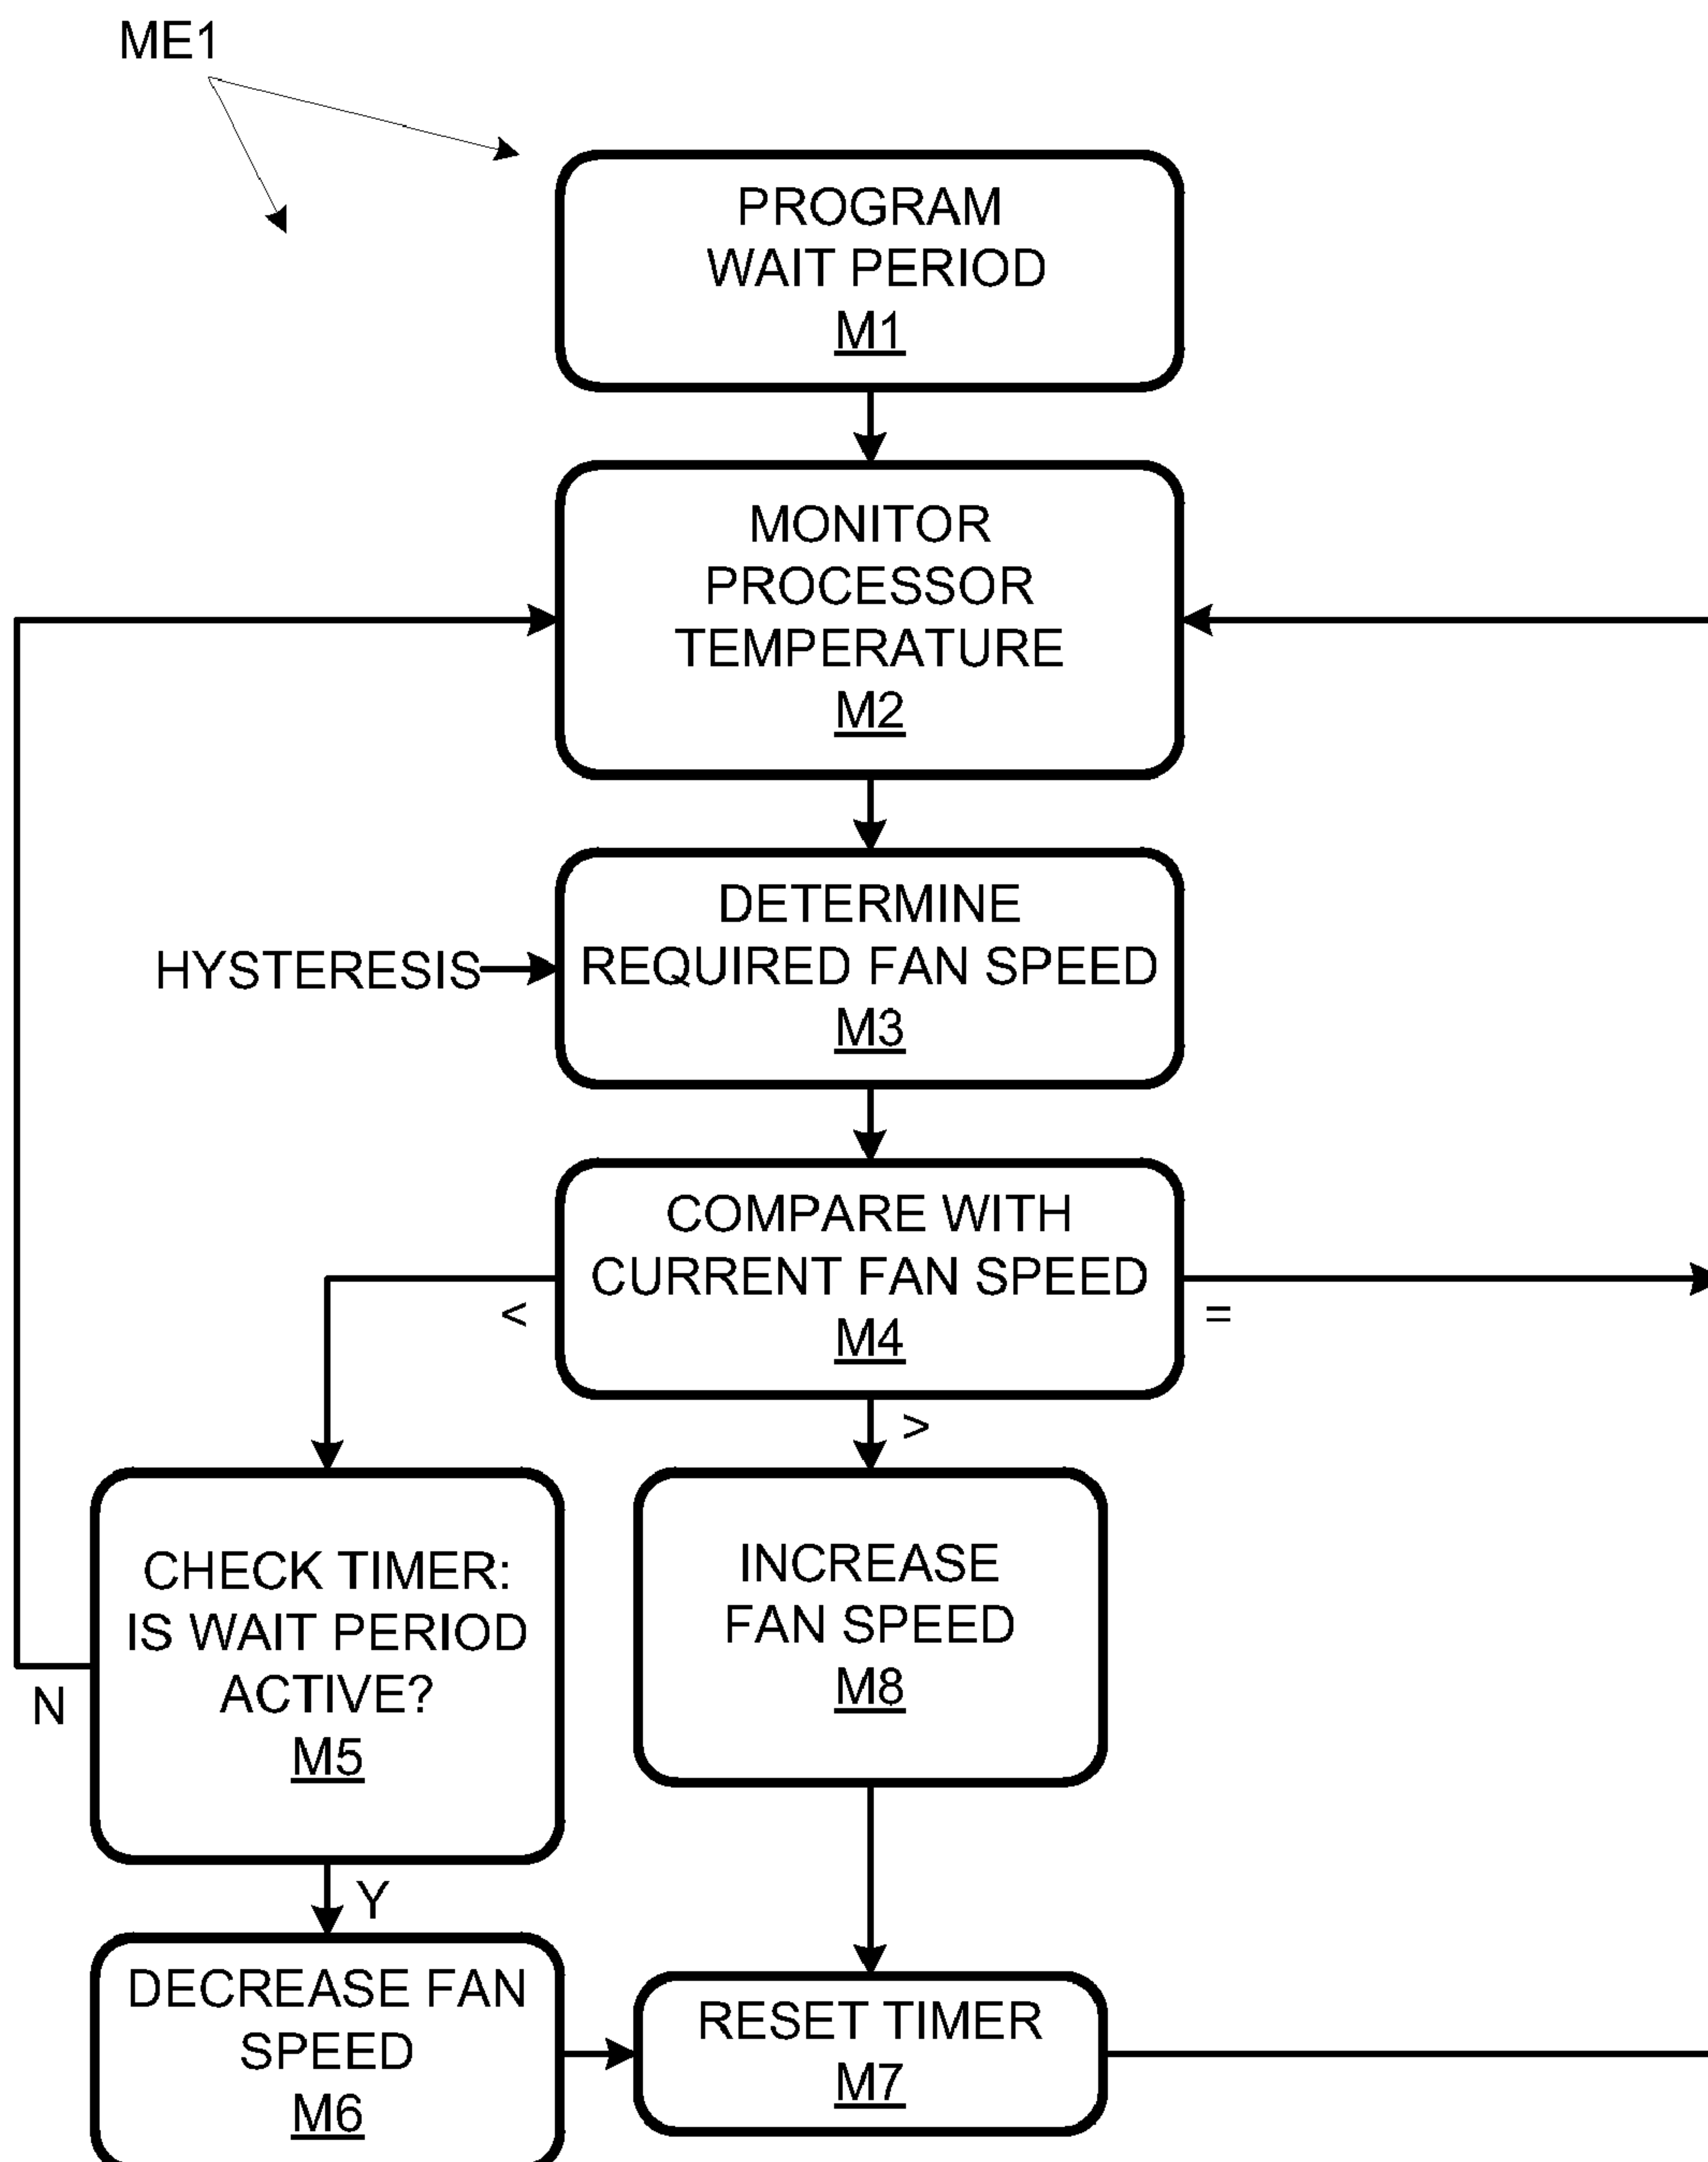 ME1
PROGRAM
WAIT PERIOD
M1
MONITOR
PROCESSOR
TEMPERATURE
M2
HYSTERESIS
DETERMINE
REQUIRED FAN SPEED
M3
COMPARE WITH
CURRENT FAN SPEED
M4
<
=
>
CHECK TIMER:
IS WAIT PERIOD
ACTIVE?
M5
N
Y
INCREASE
FAN SPEED
M8
DECREASE FAN
SPEED
M6
RESET TIMER
M7